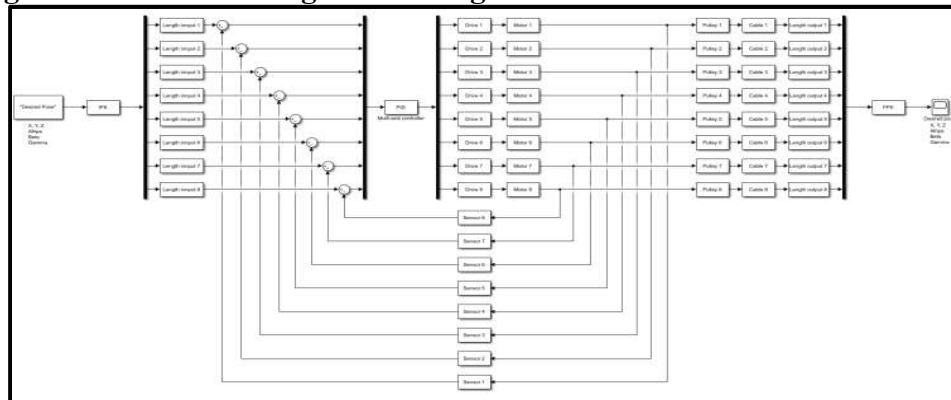 "Desired Pose"
X, Y, Z
Alhpa
Beta
Gamma
IPK
Length imput 1
Length imput 2
Length imput 3
Length imput 4
Length imput 5
Length imput 6
Length imput 7
Length imput 8
PID
Multi-axis controller
Drive 1 Motor 1
Drive 2 Motor 2
Drive 3 Motor 3
Drive 4 Motor 4
Drive 5 Motor 5
Drive 6 Motor 6
Drive 7 Motor 7
Drive 8 Motor 8
Sensor 8
Sensor 7
Sensor 6
Sensor 5
Sensor 4
Sensor 3
Sensor 2
Sensor 1
Pulley 1 Cable 1 Length output 1
Pulley 2 Cable 2 Length output 2
Pulley 3 Cable 3 Length output 3
Pulley 4 Cable 4 Length output 4
Pulley 5 Cable 5 Length output 5
Pulley 6 Cable 6 Length output 6
Pulley 7 Cable 7 Length output 7
Pulley 8 Cable 8 Length output 8
FPK
X, Y, Z
Alhpa
Beta
Gamma